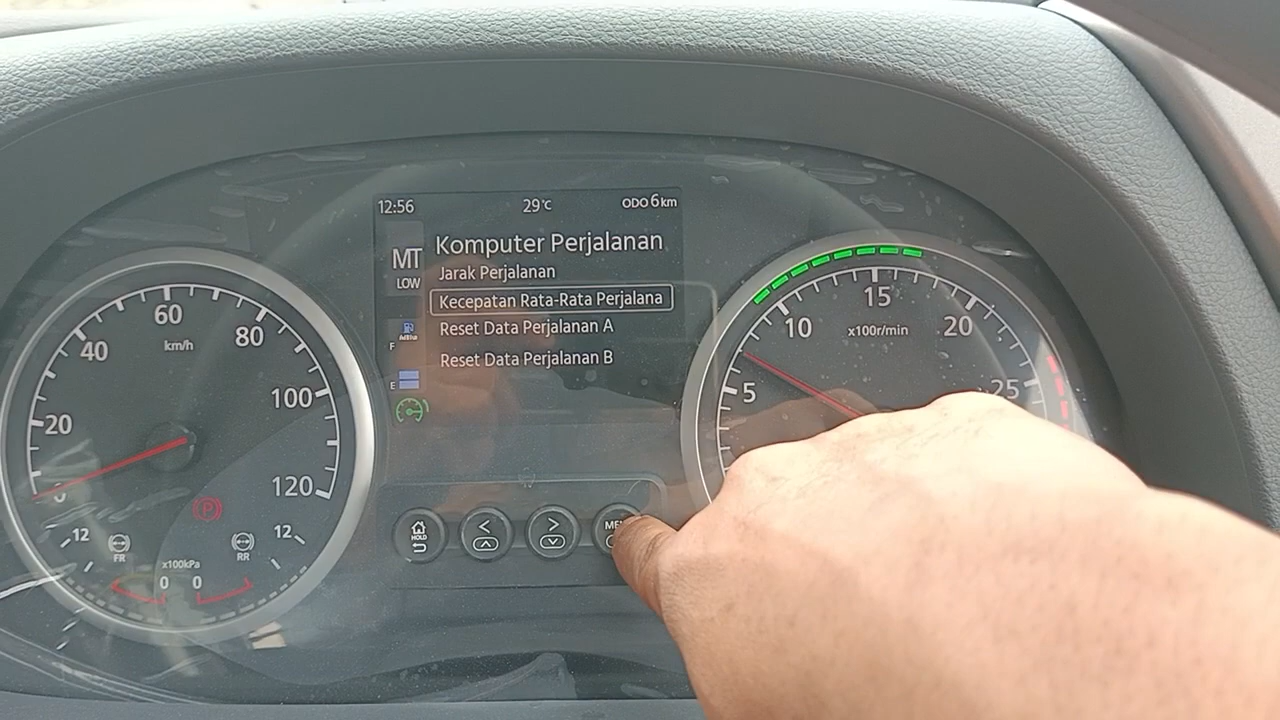 12:56 29°C ODO 6 km
MT
LOW
Komputer Perjalanan
Jarak Perjalanan
Kecepatan Rata-Rata Perjalana
Reset Data Perjalanan A
Reset Data Perjalanan B
AdBlue
F
E
0
20
40
60
80
100
120
km/h
P
12
FR
x100kPa
0 0
RR
12
5
10
15
20
25
x100r/min
HOLD